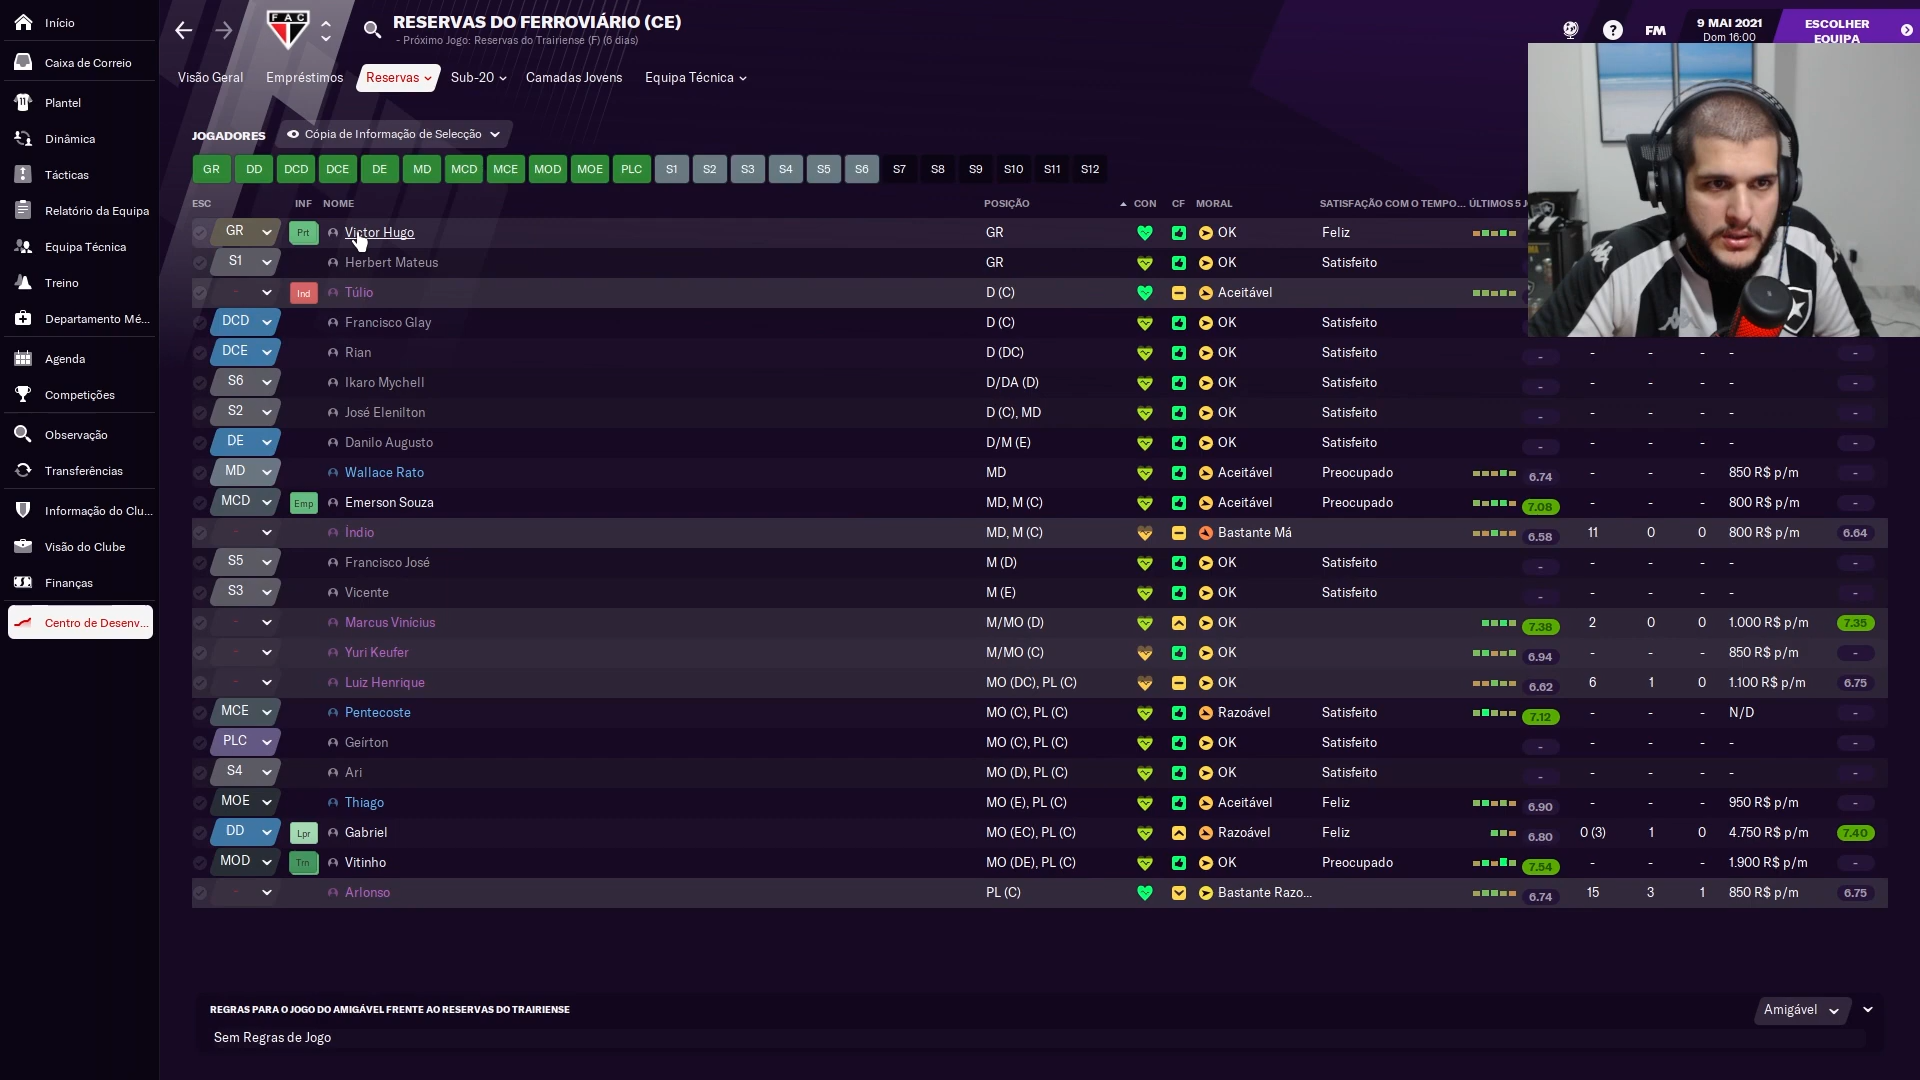 Início
Caixa de Correio
Plantel
Dinâmica
Tácticas
Relatório da Equipa
Equipa Técnica
Treino
Departamento Mé...
Agenda
Competições
Observação
Transferências
Informação do Clu...
Visão do Clube
Finanças
Centro de Desenv...
FAC
RESERVAS DO FERROVIÁRIO (CE)
- Próximo Jogo: Reservas do Trairiense (F) (6 dias)
? FM
9 MAI 2021
Dom 16:00
ESCOLHER
EQUIPA
Visão Geral Empréstimos Reservas Sub-20 Camadas Jovens Equipa Técnica
JOGADORES Cópia de Informação de Selecção
GR DD DCD DCE DE MD MCD MCE MOD MOE PLC S1 S2 S3 S4 S5 S6 S7 S8 S9 S10 S11 S12
ESC INF NOME POSIÇÃO CON CF MORAL SATISFAÇÃO COM O TEMPO... ÚLTIMOS 5
GR Prt Victor Hugo GR OK Feliz
S1 Herbert Mateus GR OK Satisfeito
- Ind Túlio D (C) Aceitável
DCD Francisco Glay D (C) OK Satisfeito
DCE Rian D (DC) OK Satisfeito - - - - -
S6 Ikaro Mychell D/DA (D) OK Satisfeito - - - - - -
S2 José Elenilton D (C), MD OK Satisfeito - - - - - -
DE Danilo Augusto D/M (E) OK Satisfeito - - - - - -
MD Wallace Rato MD Aceitável Preocupado 6.74 - - - 850 R$ p/m -
MCD Emp Emerson Souza MD, M (C) Aceitável Preocupado 7.08 - - - 800 R$ p/m -
- Índio MD, M (C) Bastante Má 6.58 11 0 0 800 R$ p/m 6.64
S5 Francisco José M (D) OK Satisfeito - - - - - -
S3 Vicente M (E) OK Satisfeito - - - - - -
- Marcus Vinícius M/MO (D) OK 7.38 2 0 0 1.000 R$ p/m 7.35
- Yuri Keufer M/MO (C) OK 6.94 - - - 850 R$ p/m -
- Luiz Henrique MO (DC), PL (C) OK 6.62 6 1 0 1.100 R$ p/m 6.75
MCE Pentecoste MO (C), PL (C) Razoável Satisfeito 7.12 - - - N/D -
PLC Geírton MO (C), PL (C) OK Satisfeito - - - - - -
S4 Ari MO (D), PL (C) OK Satisfeito - - - - - -
MOE Thiago MO (E), PL (C) Aceitável Feliz 6.90 - - - 950 R$ p/m -
DD Lpr Gabriel MO (EC), PL (C) Razoável Feliz 6.80 0 (3) 1 0 4.750 R$ p/m 7.40
MOD Trn Vitinho MO (DE), PL (C) OK Preocupado 7.54 - - - 1.900 R$ p/m -
- Arlonso PL (C) Bastante Razo... 6.74 15 3 1 850 R$ p/m 6.75
REGRAS PARA O JOGO DO AMIGÁVEL FRENTE AO RESERVAS DO TRAIRIENSE
Amigável
Sem Regras de Jogo